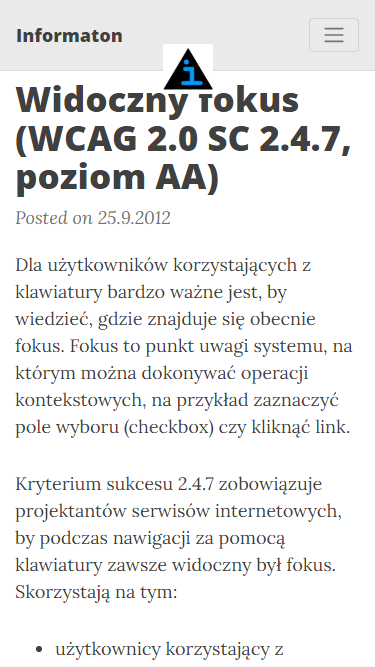 Informaton
Widoczny fokus
(WCAG 2.0 SC 2.4.7,
poziom AA)
Posted on 25.9.2012
Dla użytkowników korzystających z
klawiatury bardzo ważne jest, by
wiedzieć, gdzie znajduje się obecnie
fokus. Fokus to punkt uwagi systemu, na
którym można dokonywać operacji
kontekstowych, na przykład zaznaczyć
pole wyboru (checkbox) czy kliknąć link.
Kryterium sukcesu 2.4.7 zobowiązuje
projektantów serwisów internetowych,
by podczas nawigacji za pomocą
klawiatury zawsze widoczny był fokus.
Skorzystają na tym:
• użytkownicy korzystający z